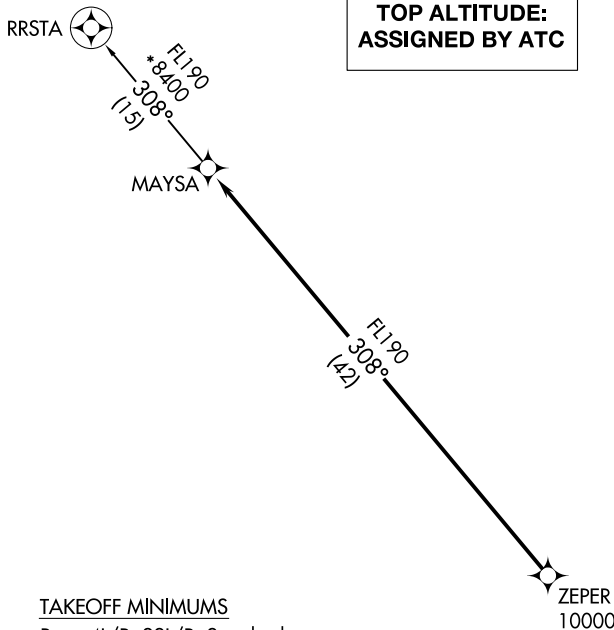 TOP ALTITUDE:
ASSIGNED BY ATC
RRSTA
FL190
*8400
308°
(15)
MAYSA
FL190
308°
(42)
ZEPER
10000
TAKEOFF MINIMUMS